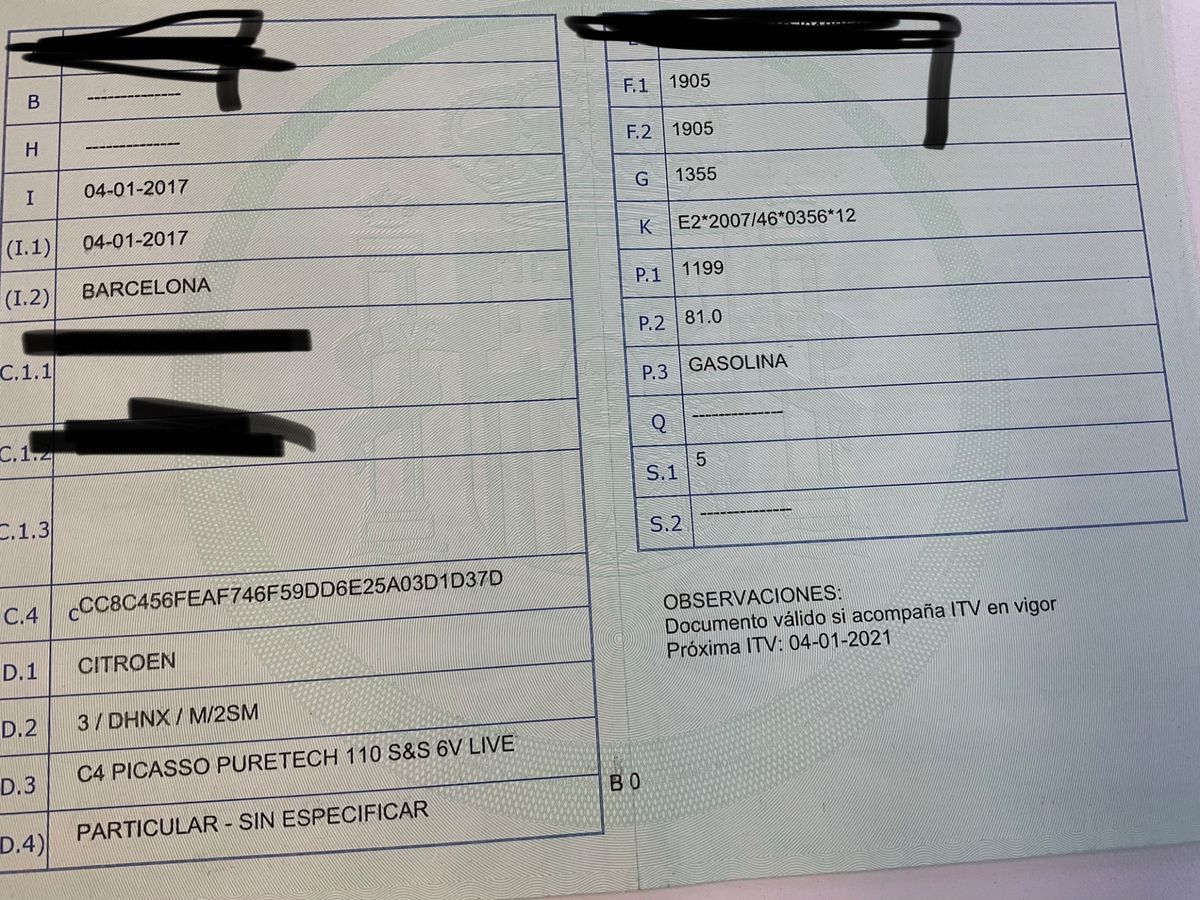 B --------------
H --------------
I 04-01-2017
(I.1) 04-01-2017
(I.2) BARCELONA
C.1.1
C.1.2
C.1.3
C.4 cCC8C456FEAF746F59DD6E25A03D1D37D
D.1 CITROEN
D.2 3 / DHNX / M/2SM
D.3 C4 PICASSO PURETECH 110 S&S 6V LIVE
D.4) PARTICULAR - SIN ESPECIFICAR
F.1 1905
F.2 1905
G 1355
K E2*2007/46*0356*12
P.1 1199
P.2 81.0
P.3 GASOLINA
Q --------------
S.1 5
S.2 --------------
OBSERVACIONES:
Documento válido si acompaña ITV en vigor
Próxima ITV: 04-01-2021
B 0